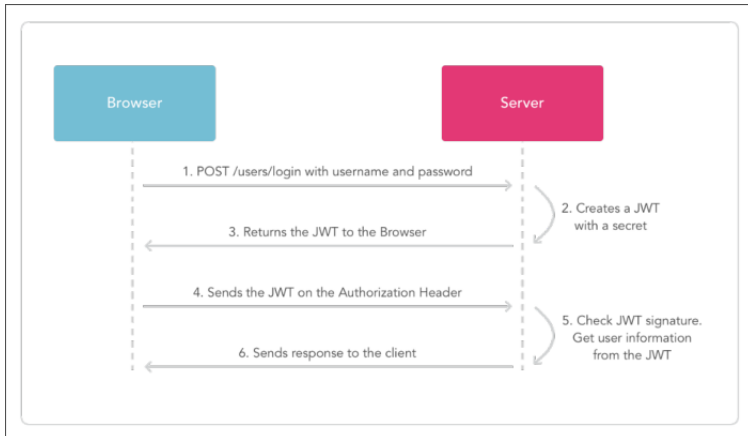 Browser
Server
1. POST /users/login with username and password
2. Creates a JWT
with a secret
3. Returns the JWT to the Browser
4. Sends the JWT on the Authorization Header
5. Check JWT signature.
Get user information
from the JWT
6. Sends response to the client